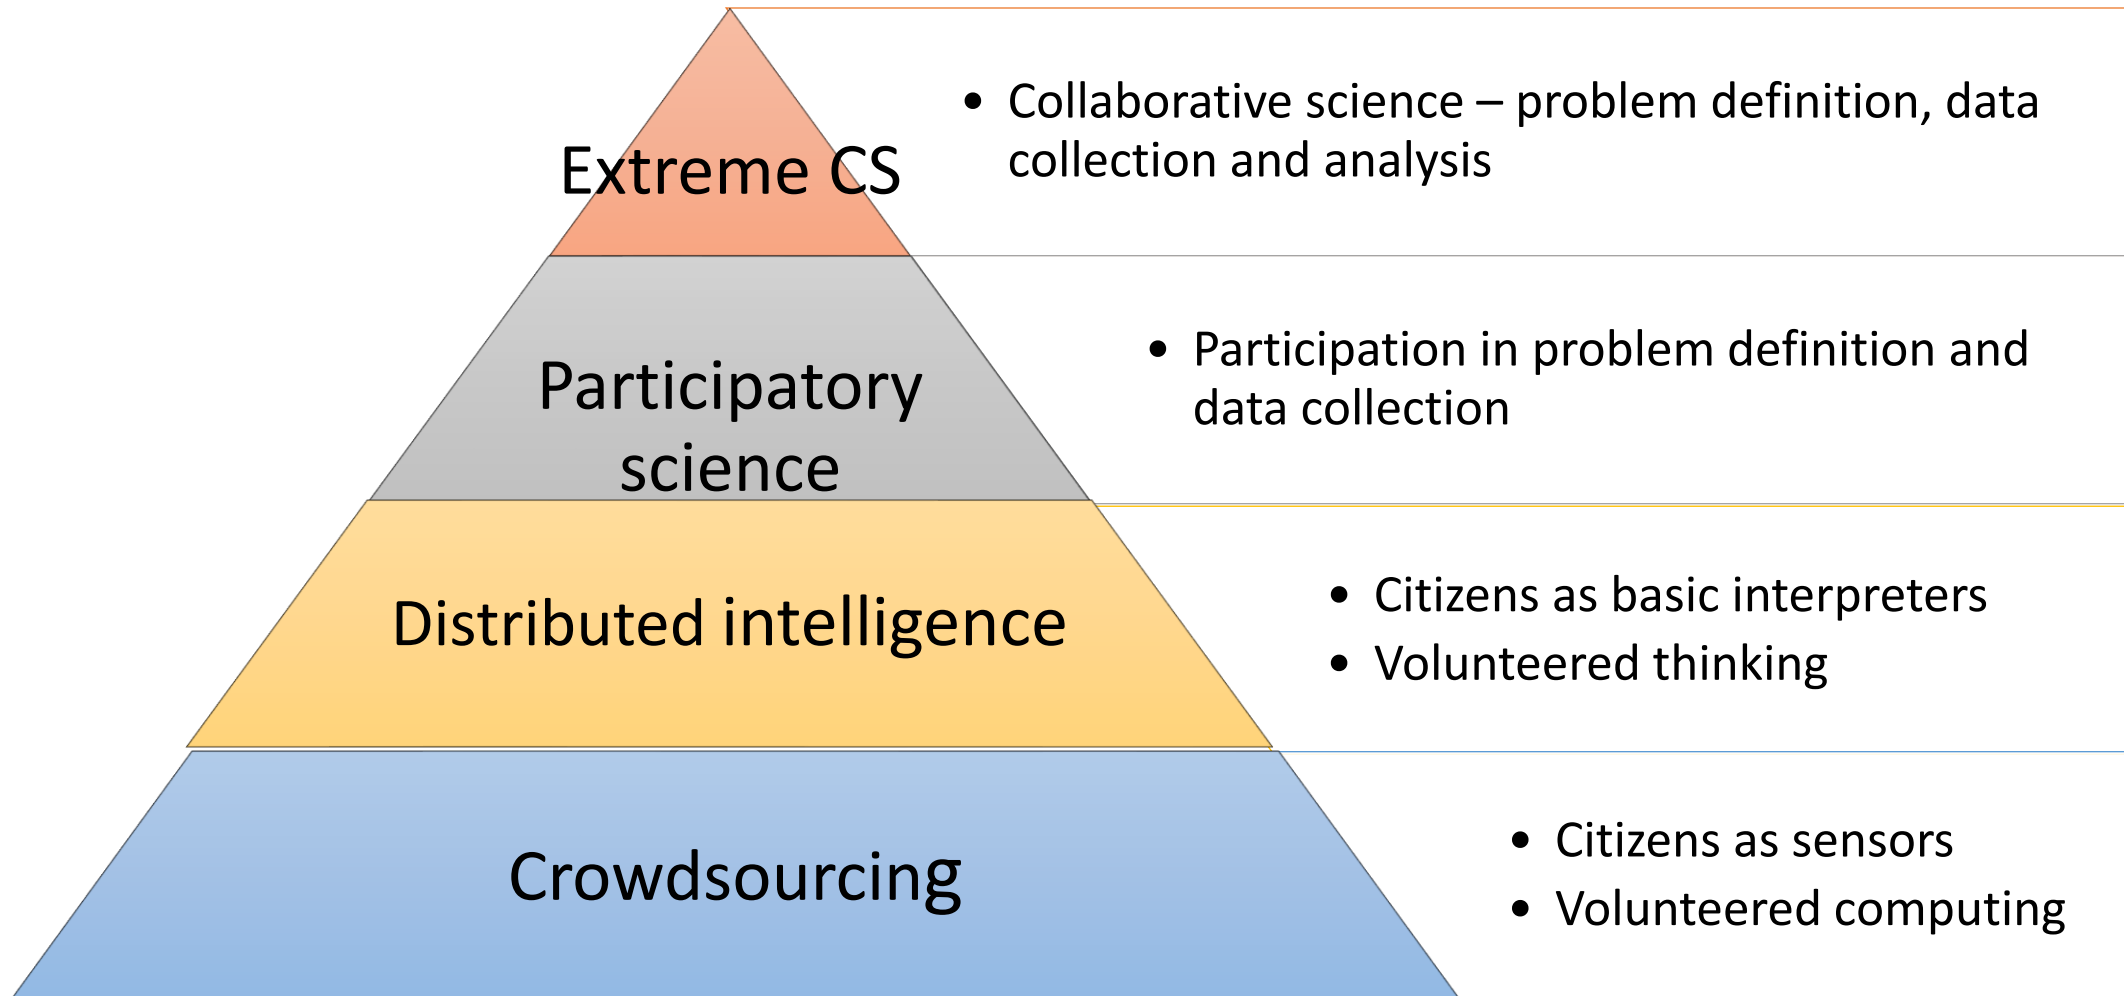 Extreme CS
• Collaborative science – problem definition, data
collection and analysis
Participatory
science
• Participation in problem definition and
data collection
Distributed intelligence
• Citizens as basic interpreters
• Volunteered thinking
Crowdsourcing
• Citizens as sensors
• Volunteered computing